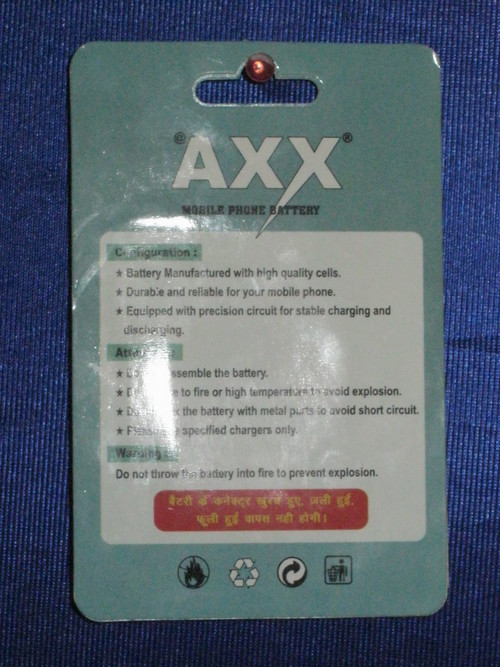 @ AXX ®
MOBILE PHONE BATTERY
Configuration :
★ Battery Manufactured with high quality cells.
★ Durable and reliable for your mobile phone.
★ Equipped with precision circuit for stable charging and
discharging.
★ assemble the battery.
★ to fire or high temperature to avoid explosion.
★ the battery with metal parts to avoid short circuit.
★ specified chargers only.
Warning :
Do not throw the battery into fire to prevent explosion.
बैटरी के कनेक्टर खुरचे हुए, जली हुई,
फूली हुई वापस नही होगी।